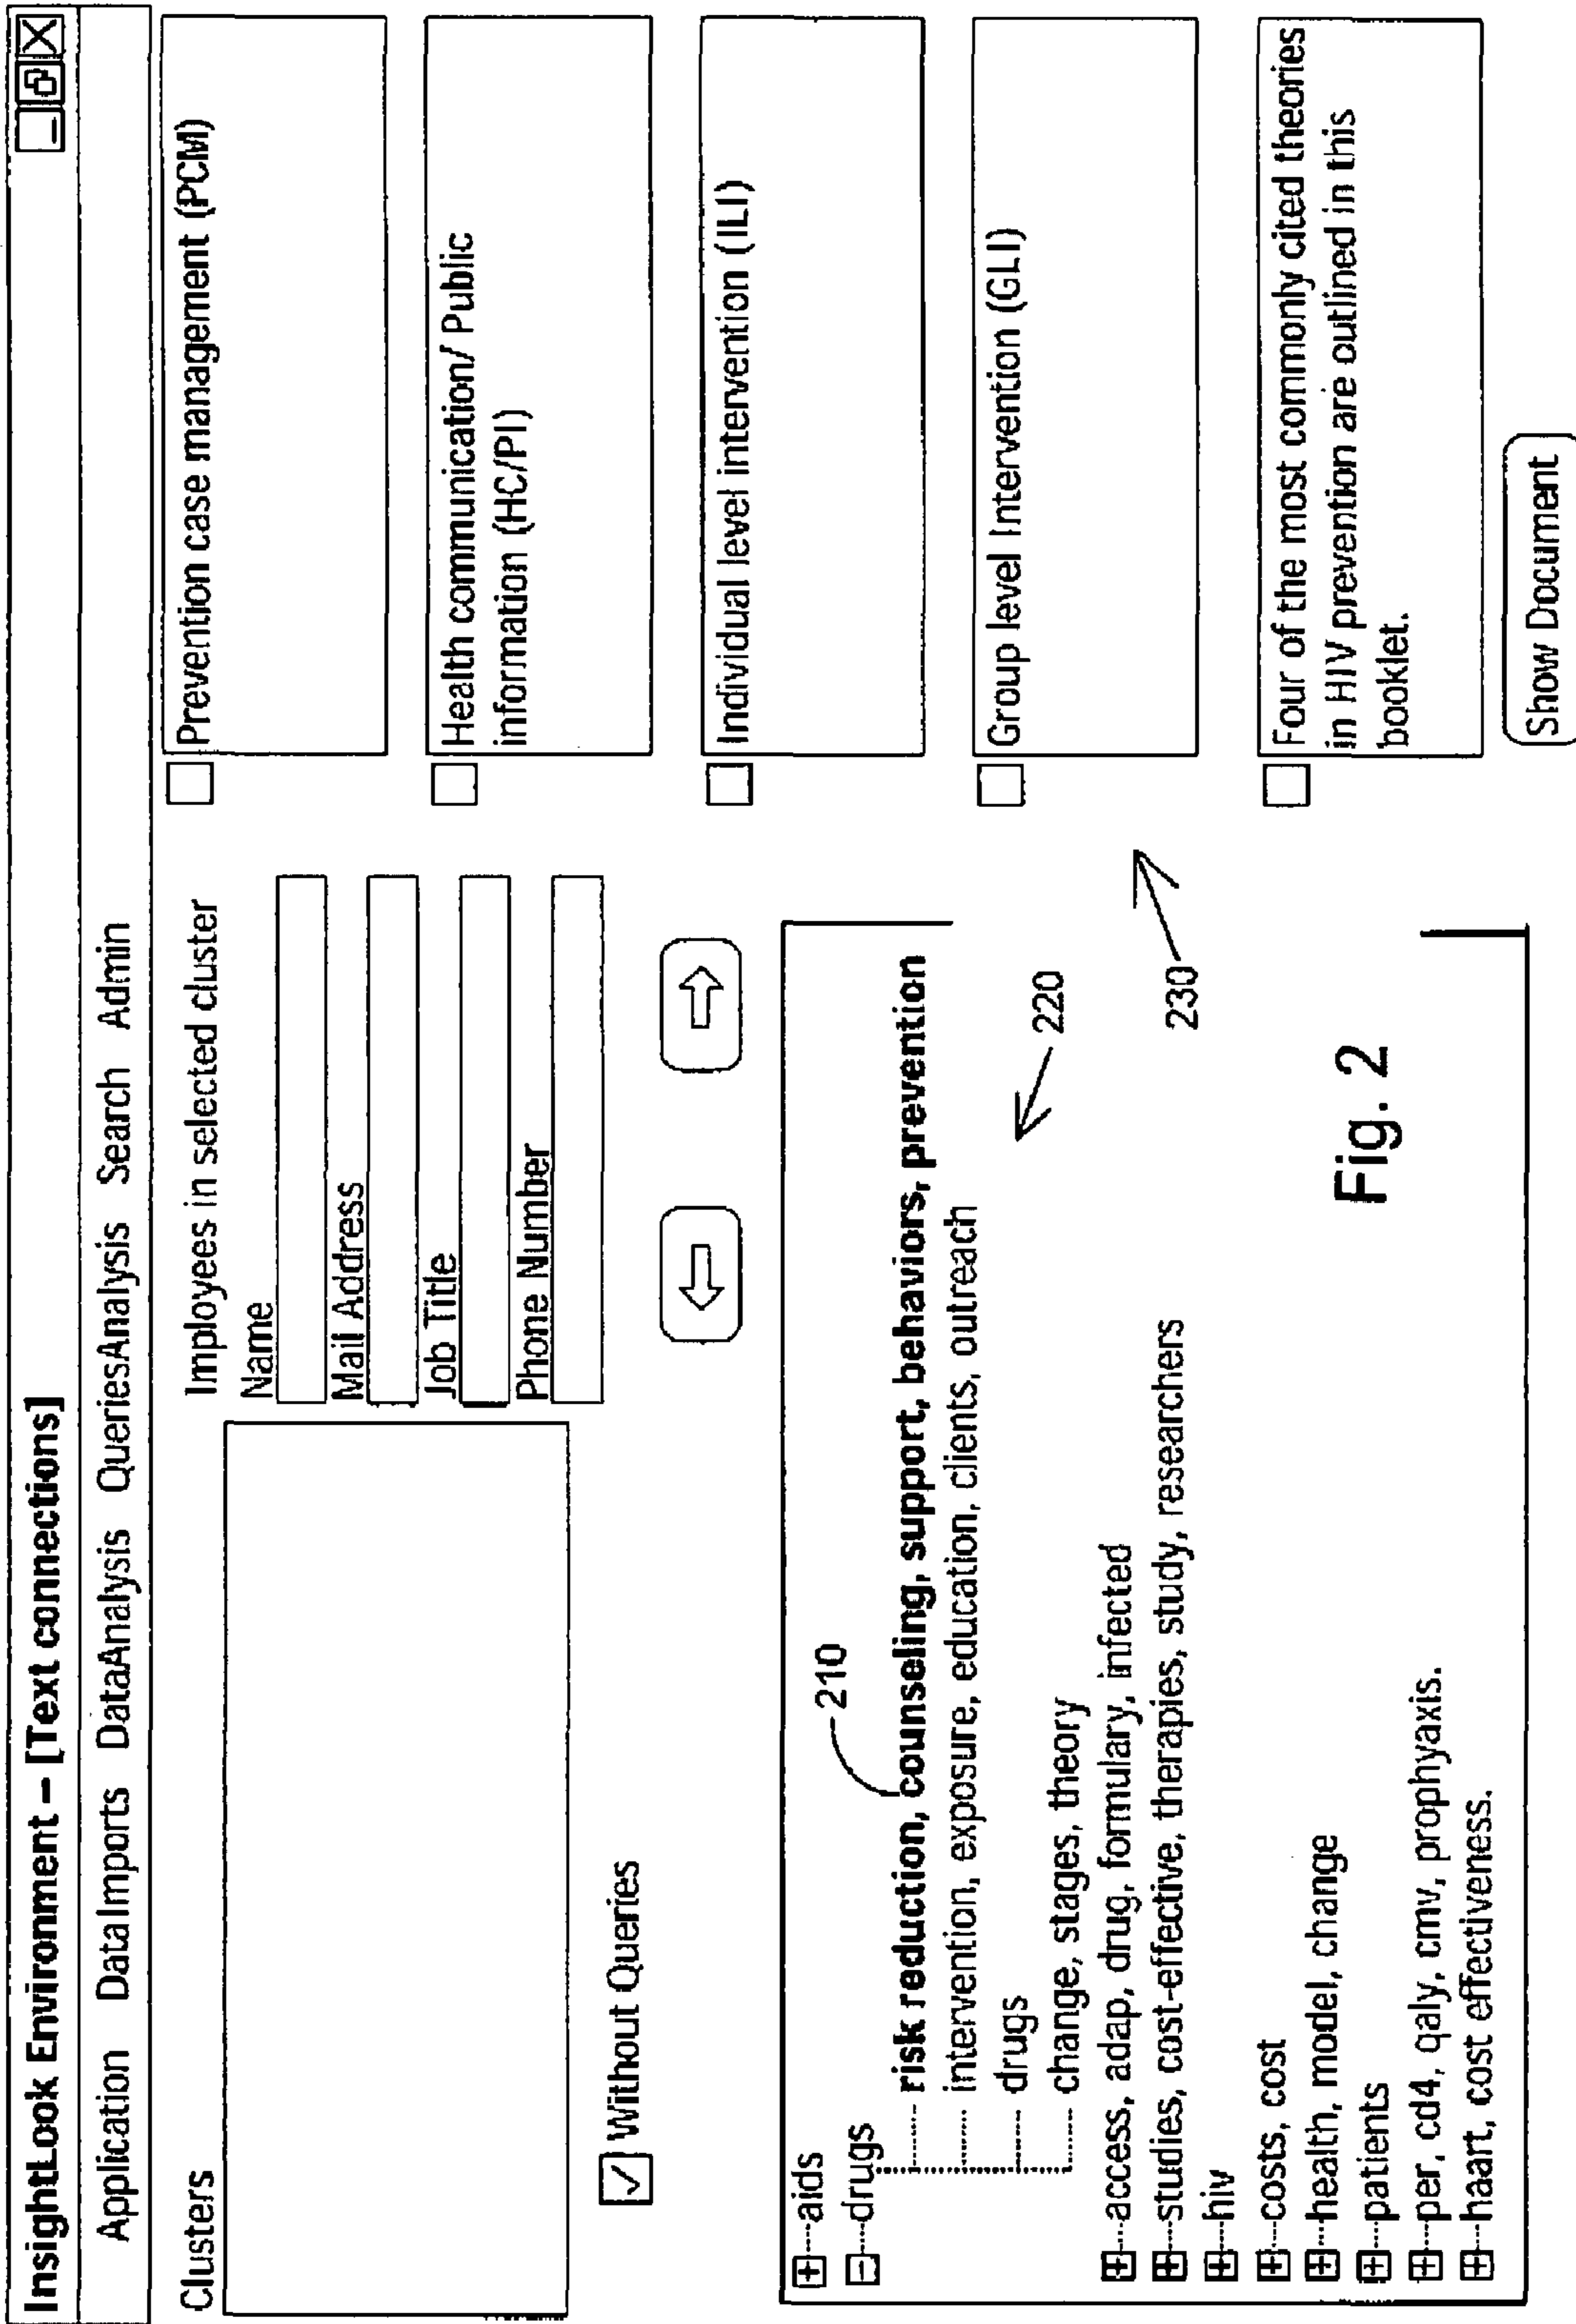 InsightLook Environment – [Text connections]
Application DataImports DataAnalysis QueriesAnalysis Search Admin
Clusters
Without Queries
Imployees in selected cluster
Name
Mail Address
Job Title
Phone Number
Prevention case management (PCM)
Health communication/ Public
information (HC/PI)
Individual level intervention (ILI)
Group level Intervention (GLI)
Four of the most commonly cited theories
in HIV prevention are outlined in this
booklet.
Show Document
aids
drugs
210
risk reduction, counseling, support, behaviors, prevention
intervention, exposure, education, clients, outreach
drugs
change, stages, theory
220
access, adap, drug, formulary, infected
studies, cost-effective, therapies, study, researchers
hiv
230
costs, cost
health, model, change
patients
per, cd4, qaly, cmv, prophyaxis.
haart, cost effectiveness.
Fig. 2